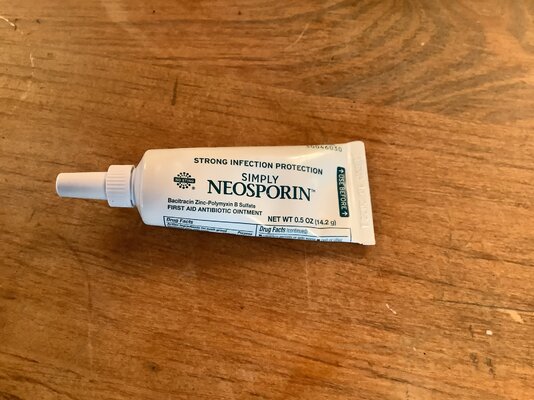 STRONG INFECTION PROTECTION
SIMPLY
NEOSPORIN™
Bacitracin Zinc-Polymyxin B Sulfate
FIRST AID ANTIBIOTIC OINTMENT
NET WT 0.5 OZ (14.2 g)
Drug Facts
Drug Facts (continued)
USE BEFORE